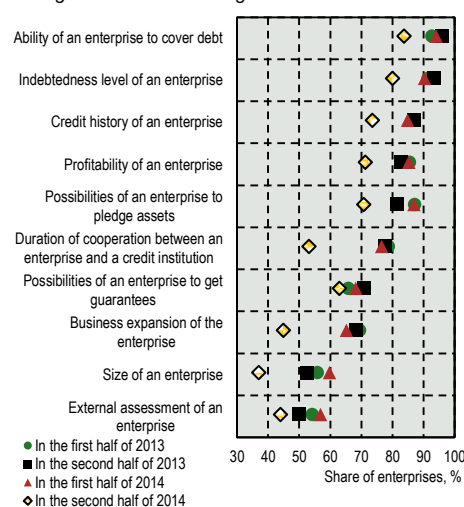 Ability of an enterprise to cover debt
Indebtedness level of an enterprise
Credit history of an enterprise
Profitability of an enterprise
Possibilities of an enterprise to
pledge assets
Duration of cooperation between an
enterprise and a credit institution
Possibilities of an enterprise to get
guarantees
Business expansion of the
enterprise
Size of an enterprise
External assessment of an
enterprise
In the first half of 2013
In the second half of 2013
In the first half of 2014
In the second half of 2014
30 40 50 60 70 80 90 100
Share of enterprises, %